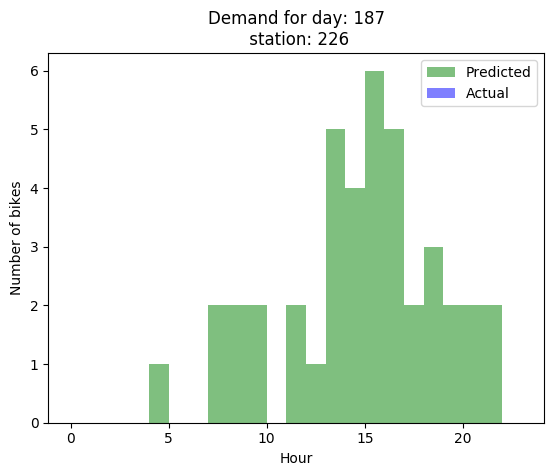 Demand for day: 187
station: 226
Predicted
Actual
Number of bikes
6
5
4
3
2
1
0
0 5 10 15 20
Hour